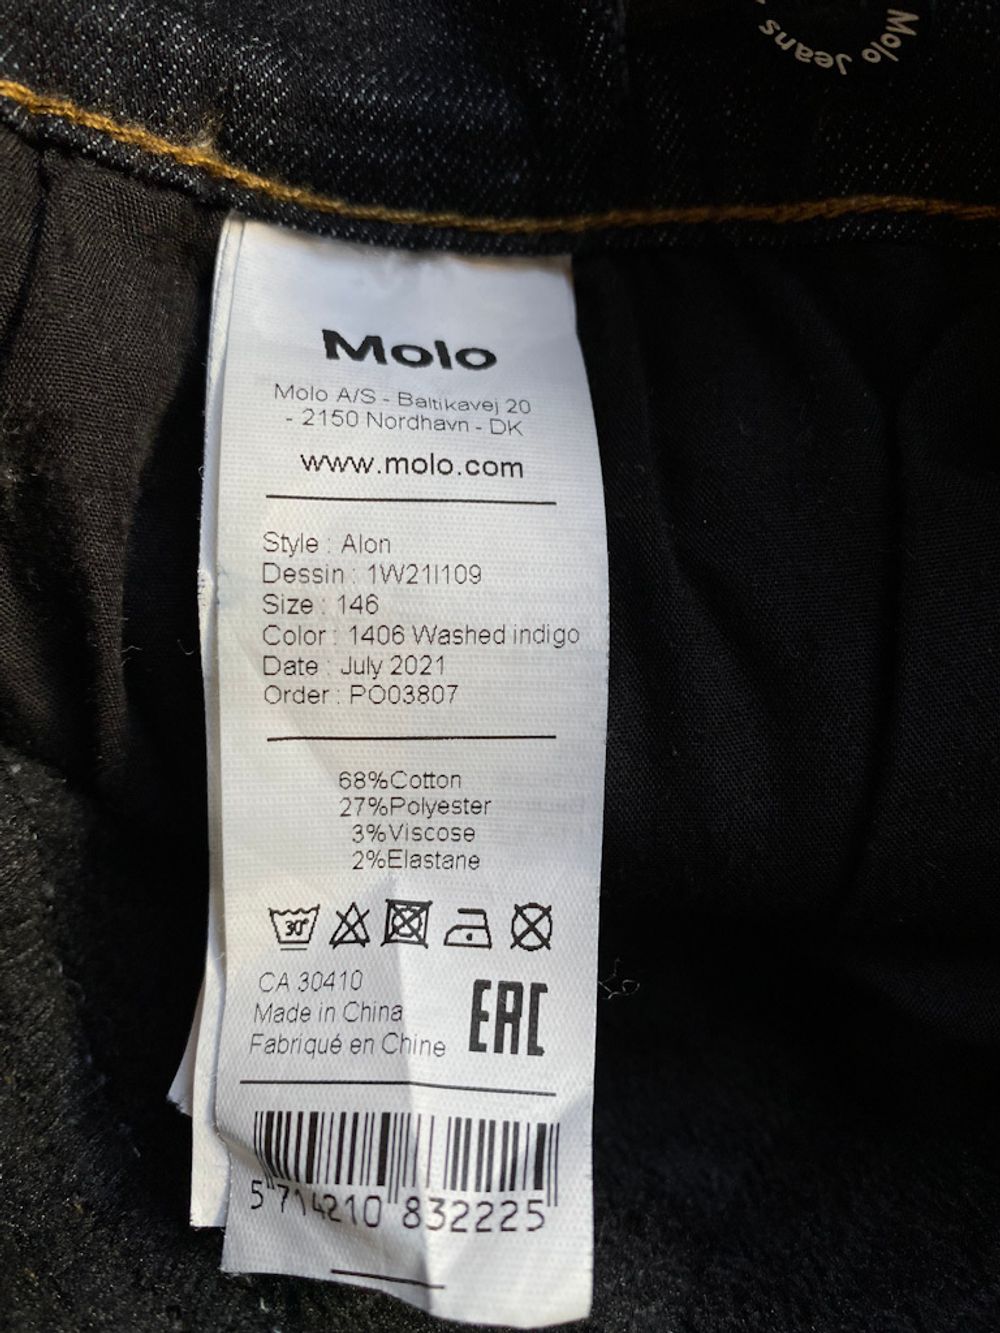 Molo Jeans
Molo
Molo A/S - Baltikavej 20
- 2150 Nordhavn - DK
www.molo.com
Style : Alon
Dessin : 1W21I109
Size : 146
Color : 1406 Washed indigo
Date : July 2021
Order : PO03807
68%Cotton
27%Polyester
3%Viscose
2%Elastane
30°
CA 30410
Made in China
Fabriqué en Chine
EAC
5 714210 832225